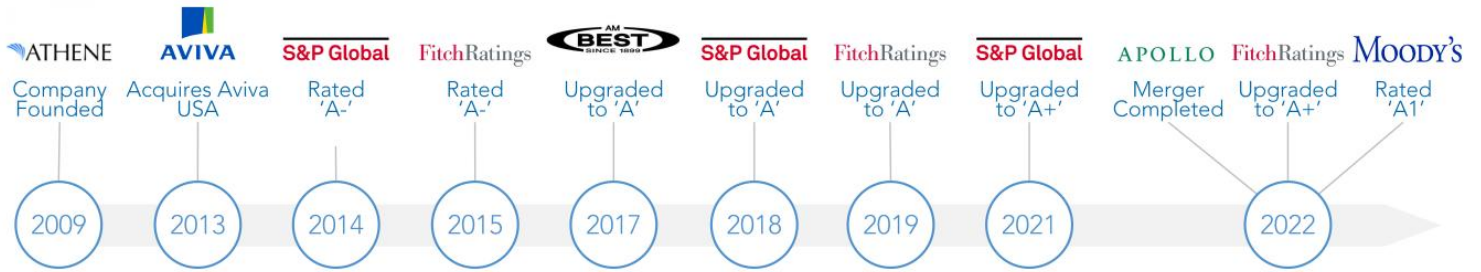 ATHENE
Company
Founded
2009
AVIVA
Acquires Aviva
USA
2013
S&P Global
Rated
'A-'
2014
FitchRatings
Rated
'A-'
2015
AM
BEST
SINCE 1899
Upgraded
to 'A'
2017
S&P Global
Upgraded
to 'A'
2018
FitchRatings
Upgraded
to 'A'
2019
S&P Global
Upgraded
to 'A+'
2021
APOLLO
Merger
Completed
FitchRatings
Upgraded
to 'A+'
MOODY'S
Rated
'A1'
2022